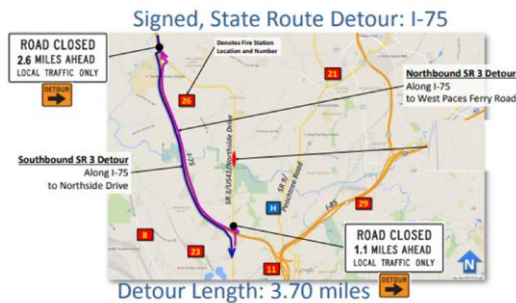 Signed, State Route Detour: I-75
ROAD CLOSED
2.6 MILES AHEAD
LOCAL TRAFFIC ONLY
DETOUR
Denotes Fire Station
Location and Number
21
26
Northbound SR 3 Detour
Along I-75
to West Paces Ferry Road
Southbound SR 3 Detour
Along I-75
to Northside Drive
I-75
SR 3/US41/Northside Drive
SR 9/
Peachtree Road
I-85
H
29
8
23
11
ROAD CLOSED
1.1 MILES AHEAD
LOCAL TRAFFIC ONLY
DETOUR
N
Detour Length: 3.70 miles